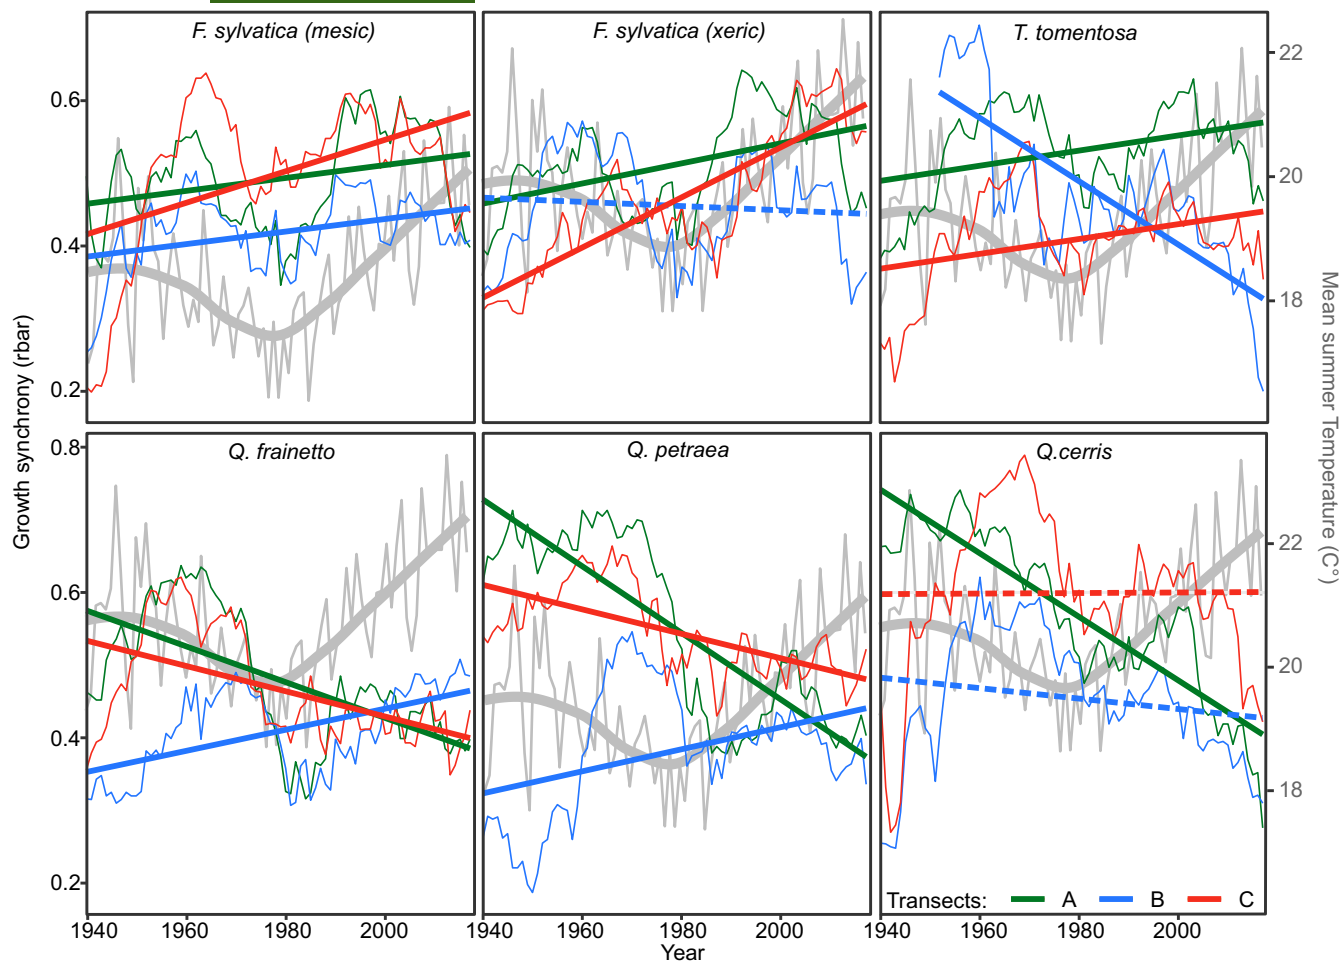 F. sylvatica (mesic)
F. sylvatica (xeric)
T. tomentosa
0.6
0.4
0.2
22
20
18
Growth synchrony (rbar)
Mean summer Temperature (C°)
Q. frainetto
Q. petraea
Q.cerris
0.8
0.6
0.4
0.2
22
20
18
Transects: A B C
1940 1960 1980 2000 1940 1960 1980 2000 1940 1960 1980 2000
Year